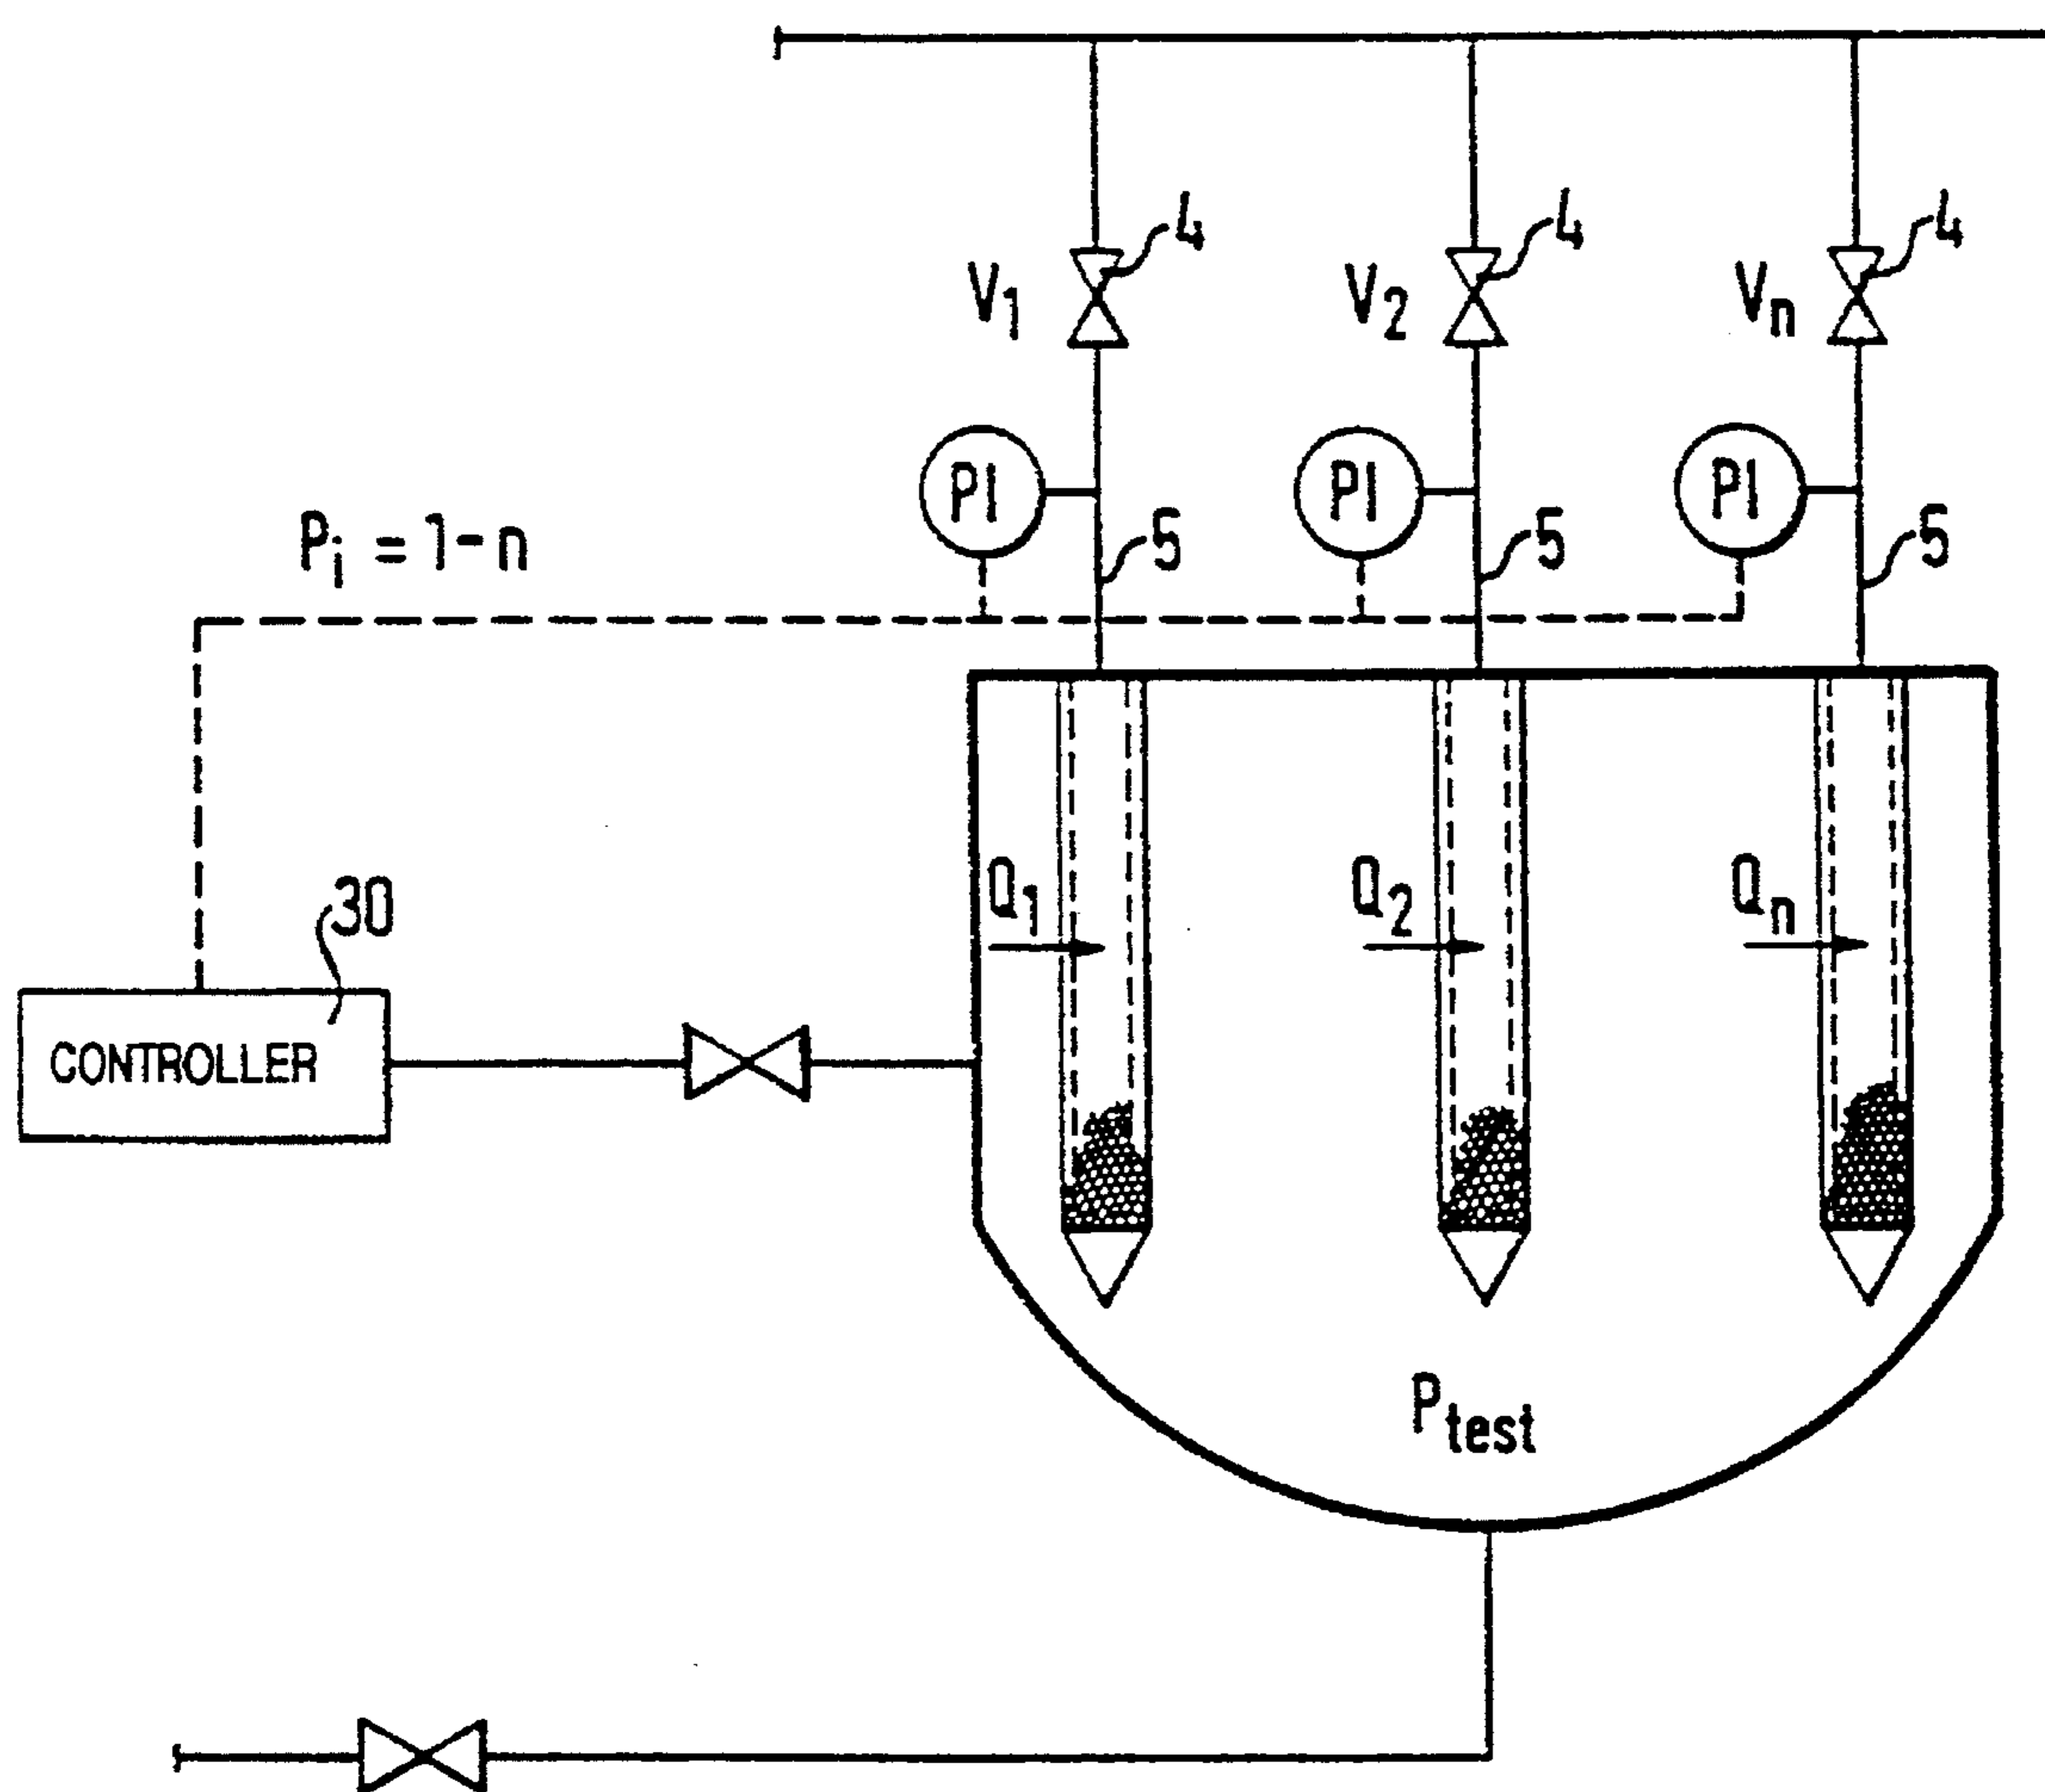 4 4 4
V1 V2 Vn
PI PI PI
Pi = 1-n
5 5 5
Q1 Q2 Qn
30
CONTROLLER
Ptest